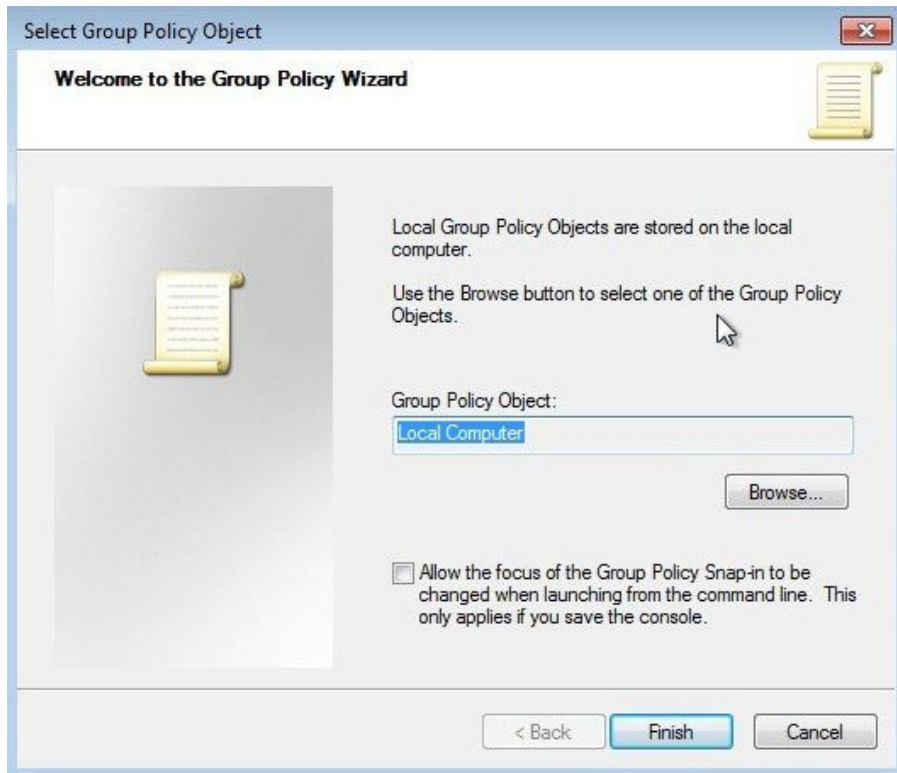 Select Group Policy Object
Welcome to the Group Policy Wizard
Local Group Policy Objects are stored on the local
computer.
Use the Browse button to select one of the Group Policy
Objects.
Group Policy Object:
Local Computer
Browse...
Allow the focus of the Group Policy Snap-in to be
changed when launching from the command line. This
only applies if you save the console.
< Back
Finish
Cancel